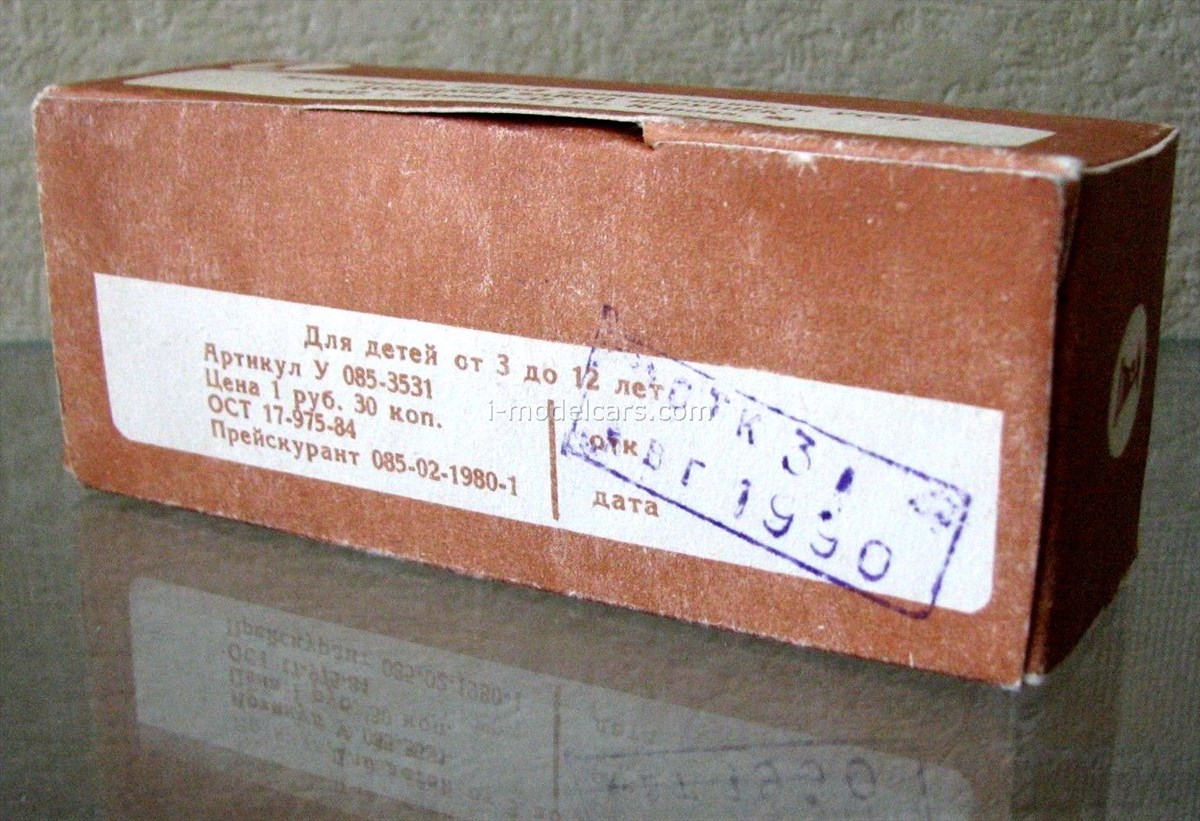 Для детей от 3 до 12 лет
Артикул У 085-3531
Цена 1 руб. 30 коп.
ОСТ 17-975-84
Прейскурант 085-02-1980-1
отк
дата
ОТК 31
АВГ 1990
i-modelcars.com